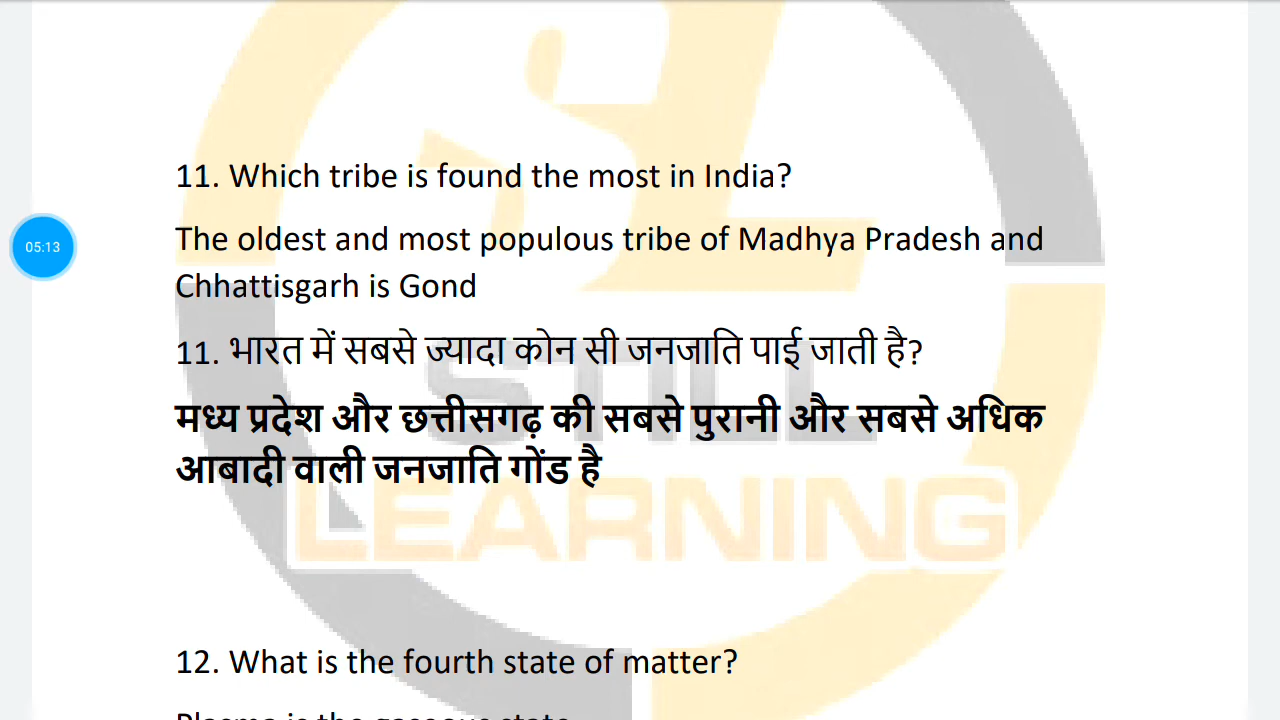 11. Which tribe is found the most in India?
05:13
The oldest and most populous tribe of Madhya Pradesh and
Chhattisgarh is Gond
11. भारत में सबसे ज्यादा कोन सी जनजाति पाई जाती है?
मध्य प्रदेश और छत्तीसगढ़ की सबसे पुरानी और सबसे अधिक
आबादी वाली जनजाति गोंड है
STILL
LEARNING
12. What is the fourth state of matter?
Plasma is the gaseous state